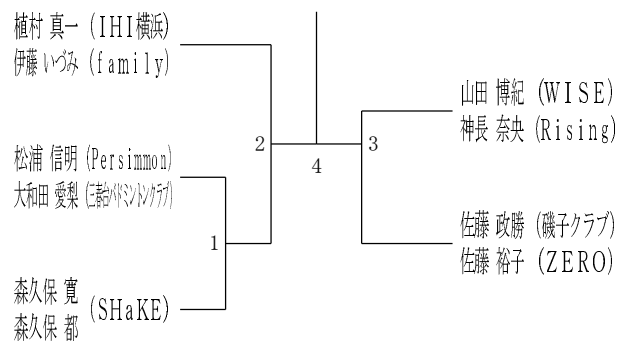 植村 真一 (IHI横浜)
伊藤 いづみ (family)
松浦 信明 (Persimmon)
大和田 愛梨 (三春台バドミントンクラブ)
森久保 寛
森久保 都
(SHaKE)
1
2
4
3
山田 博紀 (WISE)
神長 奈央 (Rising)
佐藤 政勝 (磯子クラブ)
佐藤 裕子 (ZERO)